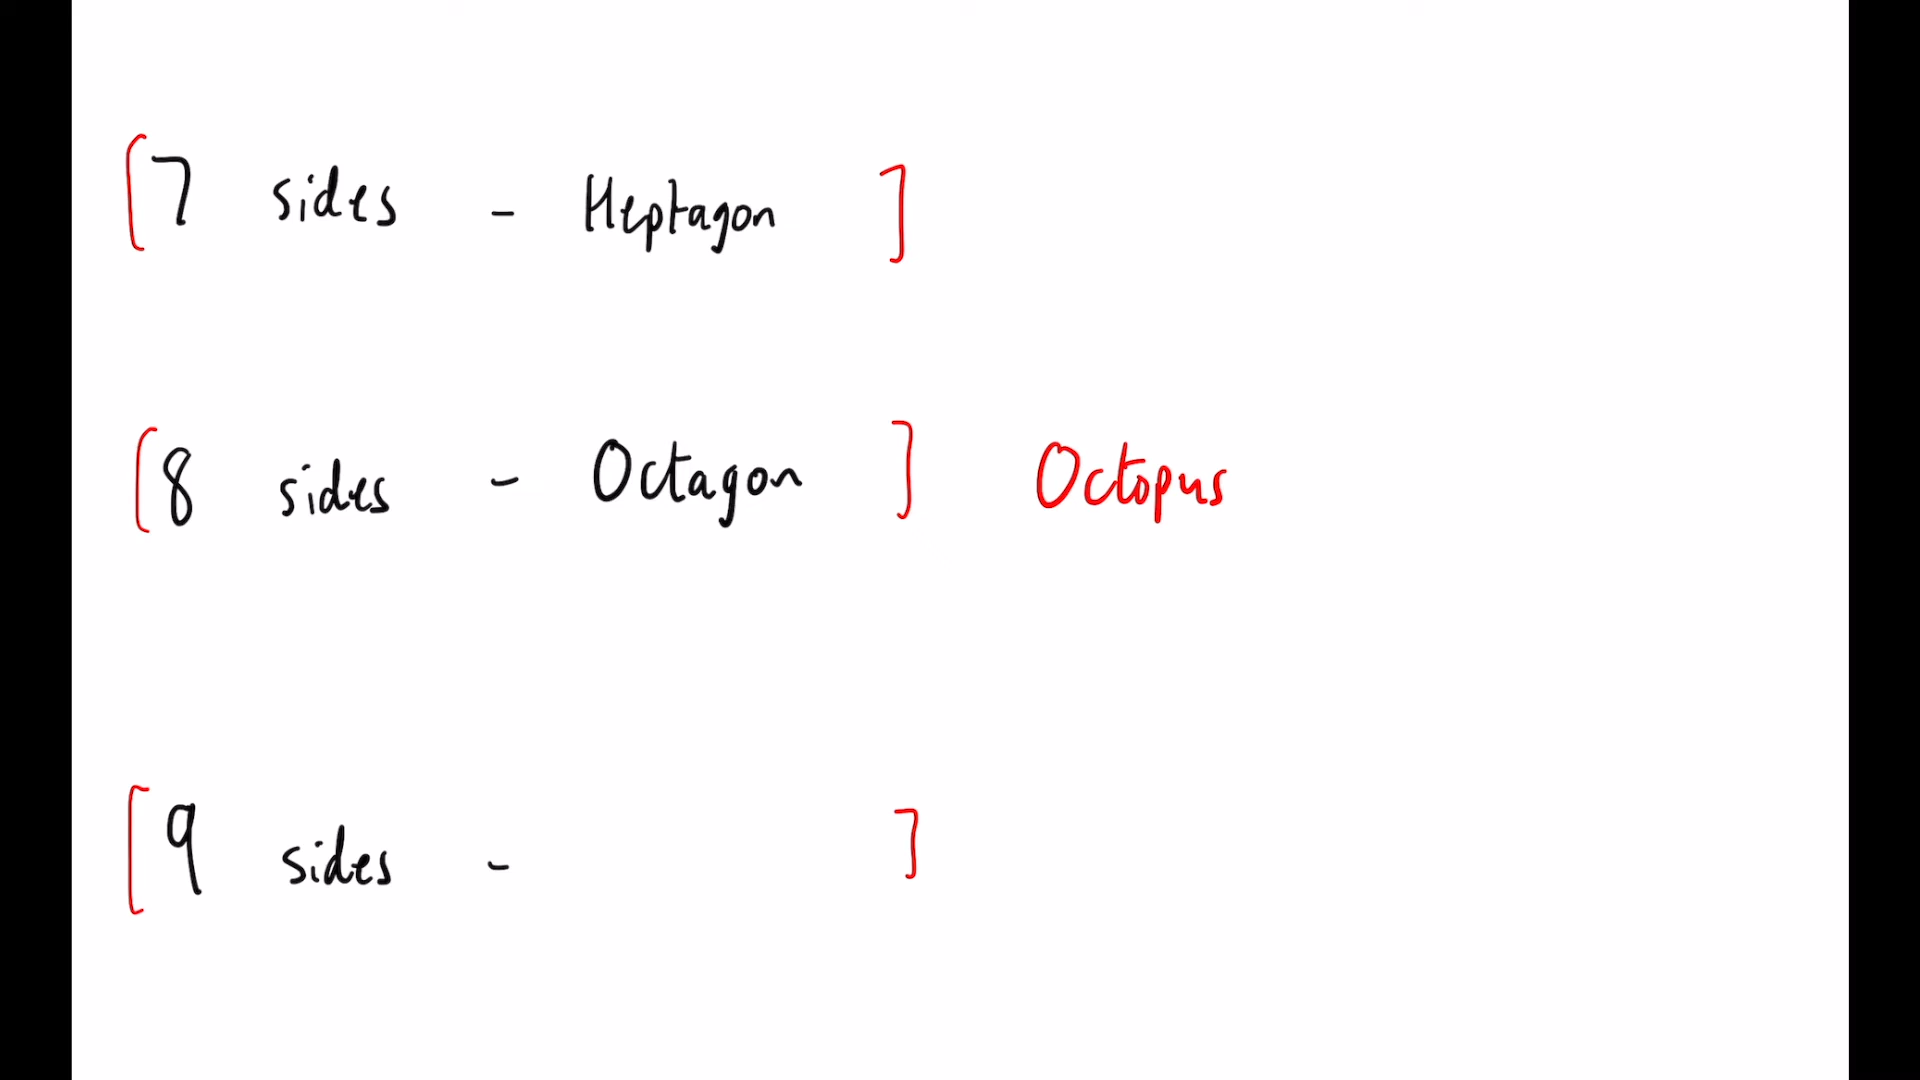 [7 sides - Heptagon ]
[8 sides - Octagon ] Octopus
[9 sides - ]